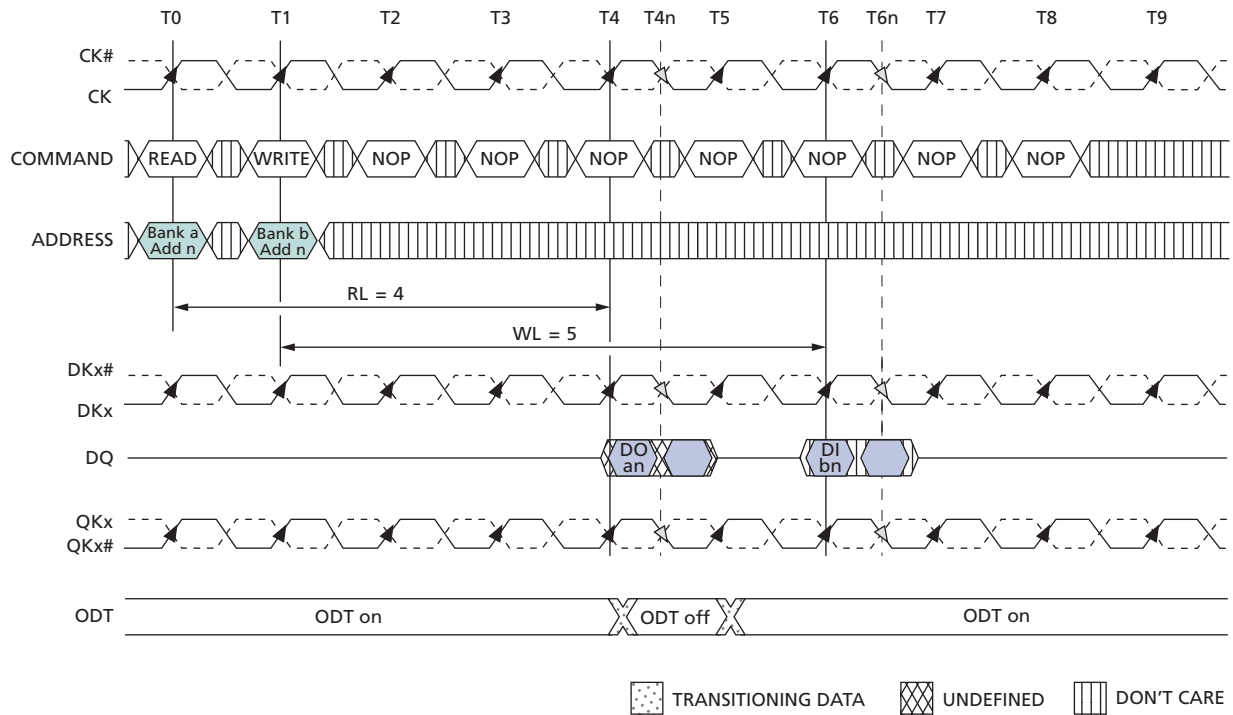 T0 T1 T2 T3 T4 T4n T5 T6 T6n T7 T8 T9
CK#
CK
COMMAND READ WRITE NOP NOP NOP NOP NOP NOP NOP
ADDRESS
Bank a
Add n
Bank b
Add n
RL = 4
WL = 5
DKx#
DKx
DQ
DO
an
DI
bn
QKx
QKx#
ODT ODT on ODT off ODT on
TRANSITIONING DATA UNDEFINED DON'T CARE